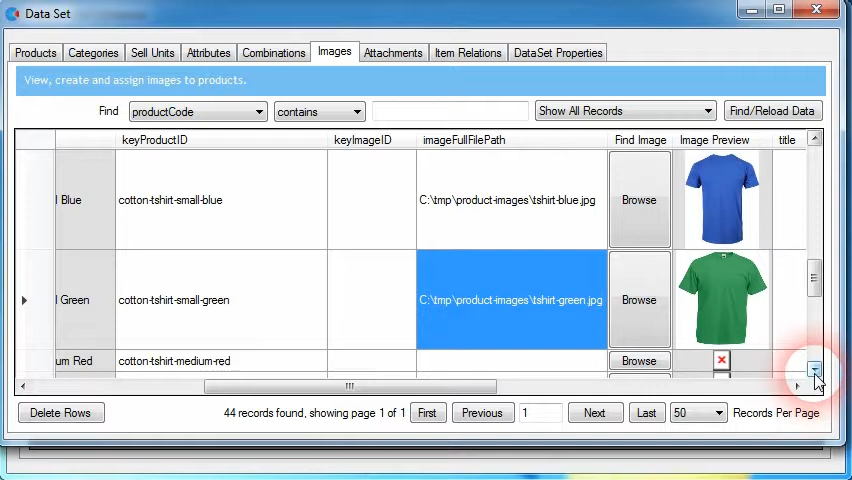 Data Set
Products Categories Sell Units Attributes Combinations Images Attachments Item Relations DataSet Properties
View, create and assign images to products.
Find productCode contains Show All Records Find/Reload Data
keyProductID keyImageID imageFullFilePath Find Image Image Preview title
l Blue cotton-tshirt-small-blue C:\tmp\product-images\tshirt-blue.jpg Browse
l Green cotton-tshirt-small-green C:\tmp\product-images\tshirt-green.jpg Browse
um Red cotton-tshirt-medium-red Browse
Delete Rows 44 records found, showing page 1 of 1 First Previous 1 Next Last 50 Records Per Page